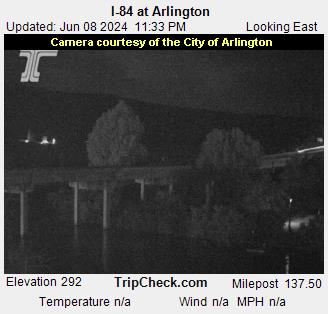 I-84 at Arlington
Updated: Jun 08 2024 11:33 PM Looking East
Camera courtesy of the City of Arlington
Elevation 292 TripCheck.com Milepost 137.50
Temperature n/a Wind n/a MPH n/a